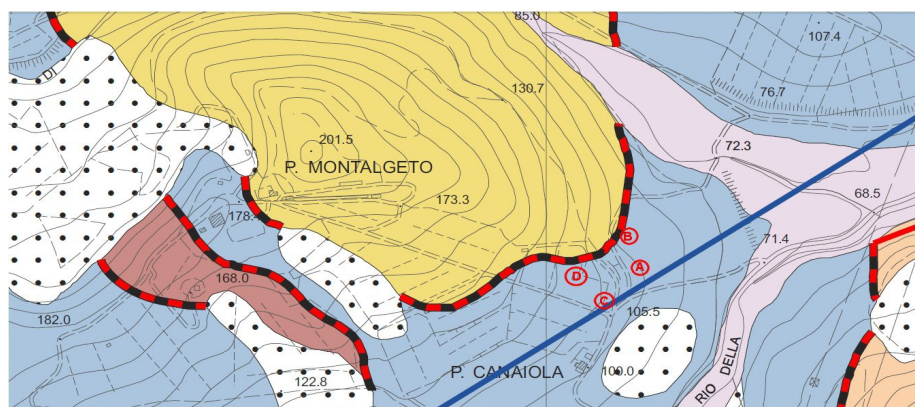 85.0
107.4
DI
130.7
76.7
201.5
72.3
P. MONTALGETO
173.3
68.5
178.4
B
71.4
A
D
168.0
C
182.0
105.5
P. CANAIOLA
100.0
122.8
RIO DELLA